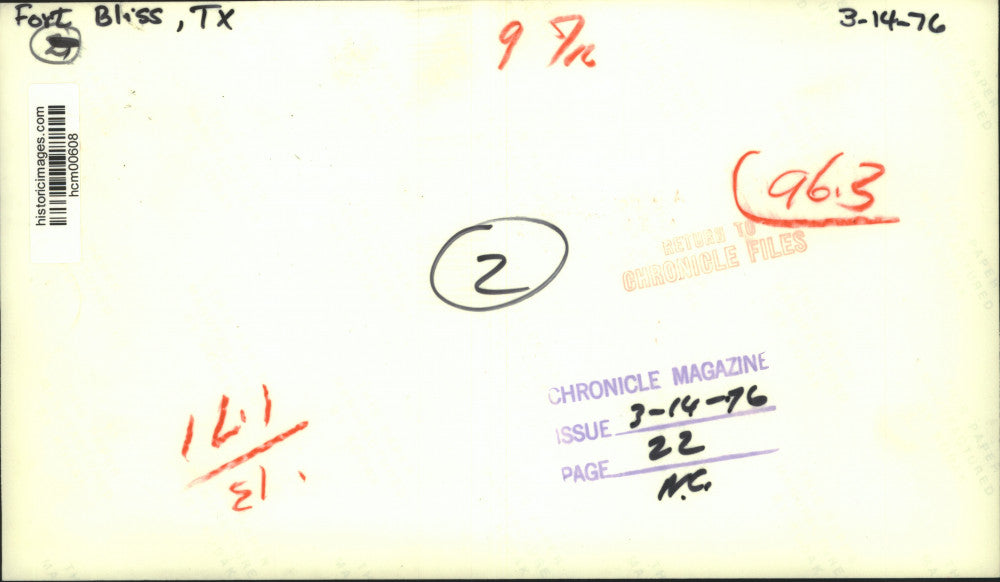 Fort Bliss, TX
3-14-76
9 7/16
historicimages.com
hcm00608
(96.3
RETURN TO
CHRONICLE FILES
2
CHRONICLE MAGAZINE
ISSUE 3-14-76
PAGE 22
N.C.